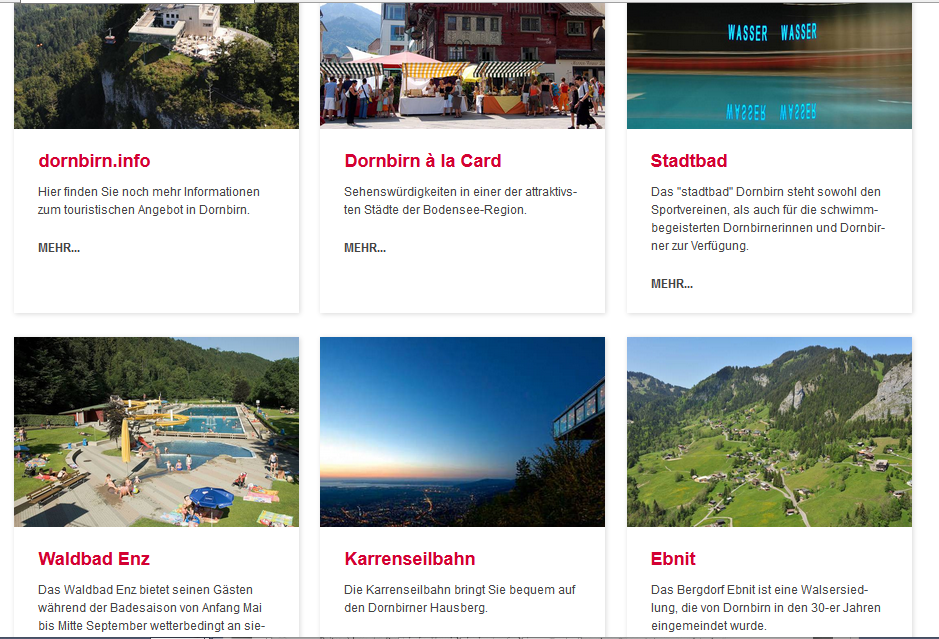 WASSER WASSER
WASSER WASSER
dornbirn.info
Hier finden Sie noch mehr Informationen
zum touristischen Angebot in Dornbirn.
MEHR...
Dornbirn à la Card
Sehenswürdigkeiten in einer der attraktivs-
ten Städte der Bodensee-Region.
MEHR...
Stadtbad
Das "stadtbad" Dornbirn steht sowohl den
Sportvereinen, als auch für die schwimm-
begeisterten Dornbirnerinnen und Dornbir-
ner zur Verfügung.
MEHR...
Waldbad Enz
Das Waldbad Enz bietet seinen Gästen
während der Badesaison von Anfang Mai
bis Mitte September wetterbedingt an sie-
Karrenseilbahn
Die Karrenseilbahn bringt Sie bequem auf
den Dornbirner Hausberg.
Ebnit
Das Bergdorf Ebnit ist eine Walsersied-
lung, die von Dornbirn in den 30-er Jahren
eingemeindet wurde.